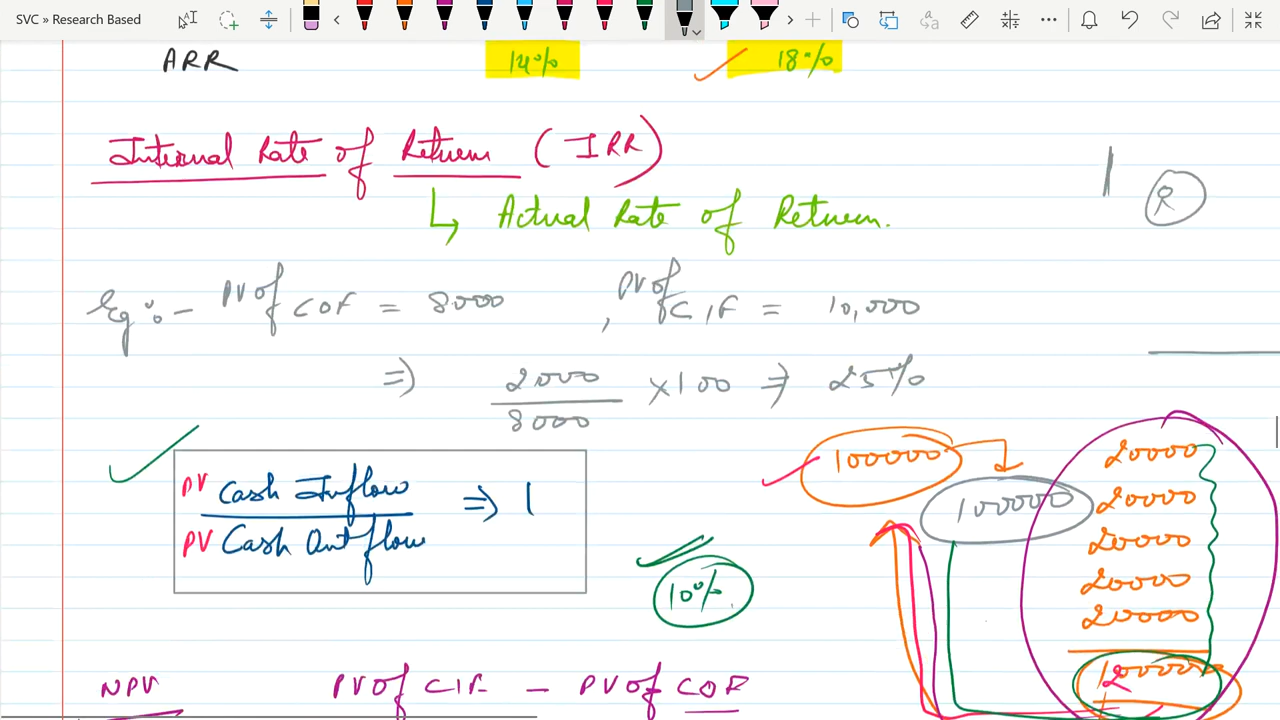 SVC » Research Based
ARR 14% 18%
Internal Rate of Return (IRR)
↳ Actual Rate of Return.
R
Eg:- PV of COF = 8000 , PV of CIF = 10,000
⇒ 2000 / 8000 × 100 ⇒ 25%
PV Cash Inflow
PV Cash Outflow ⇒ 1
100000
100000
10%.
20000
20000
20000
20000
20000
NPV PV of CIF - PV of COF